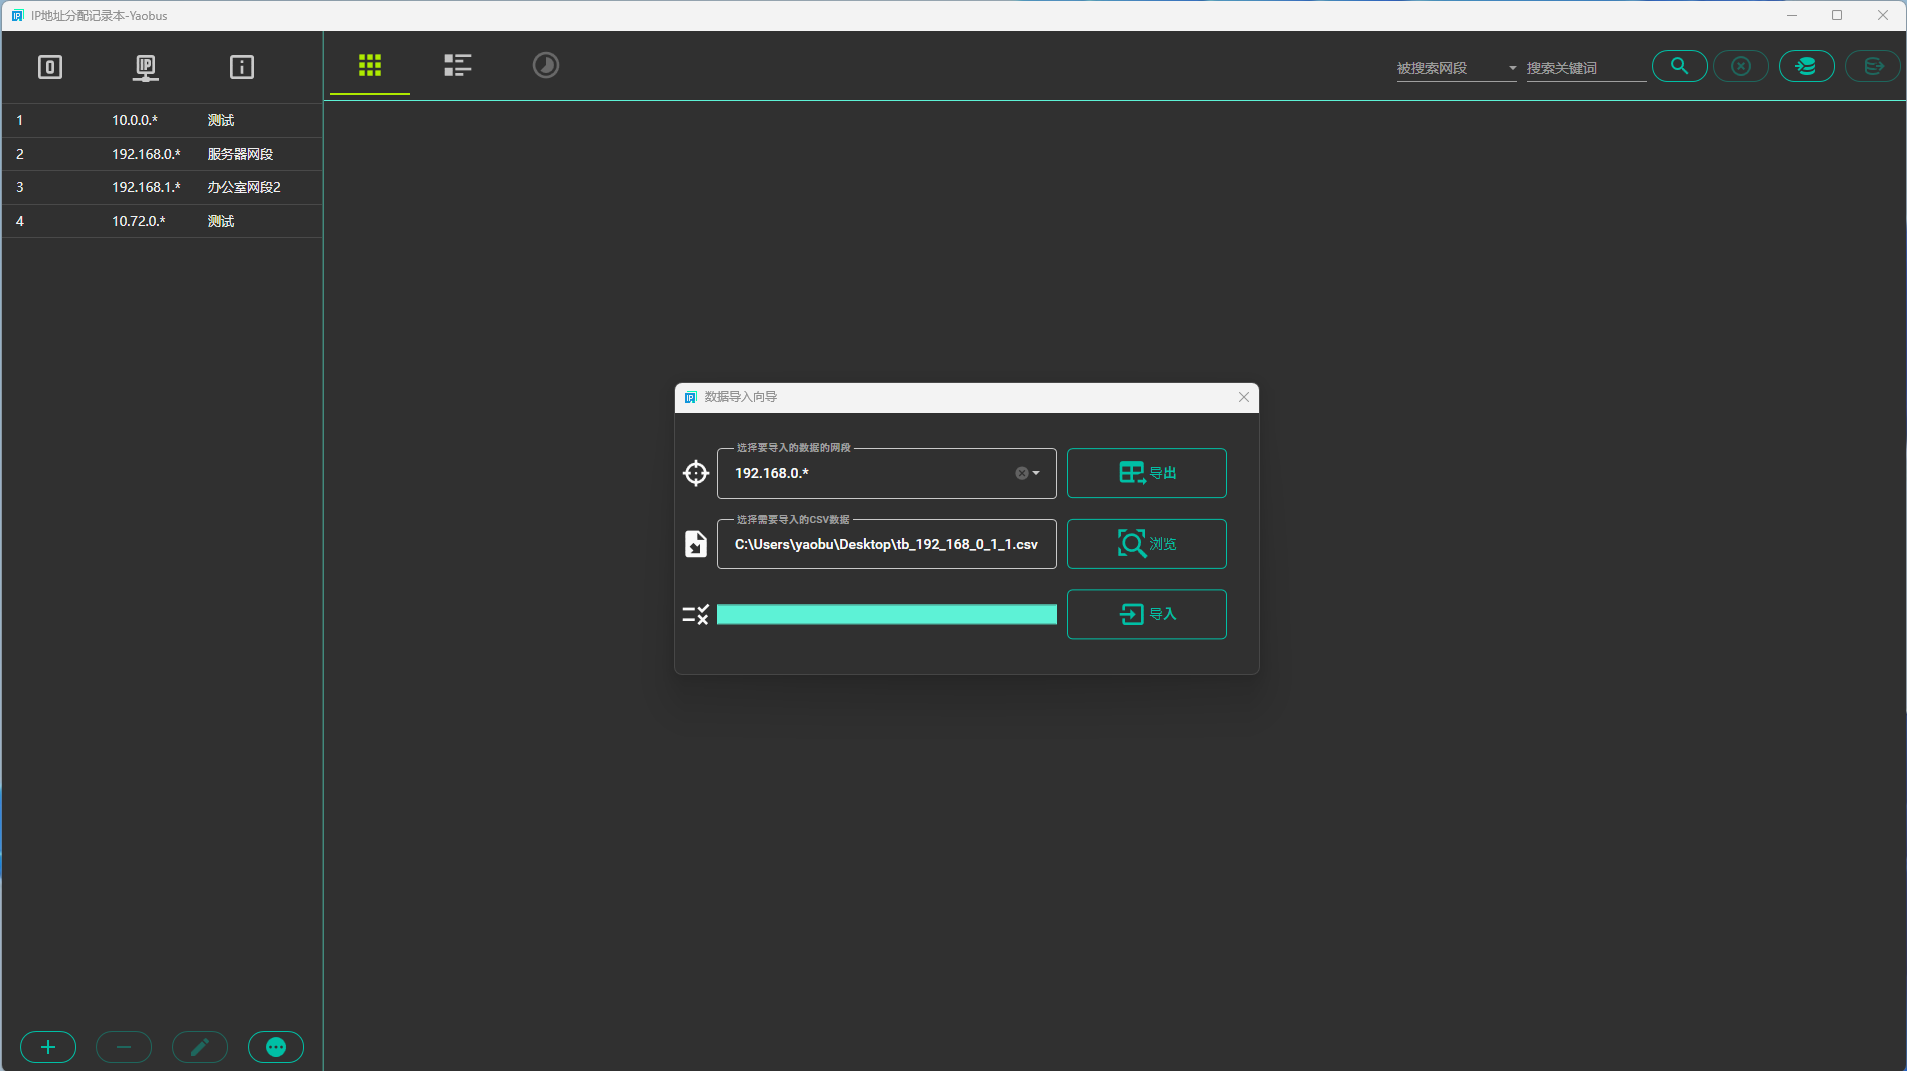 IP地址分配记录本-Yaobus
被搜索网段 搜索关键词
1 10.0.0.* 测试
2 192.168.0.* 服务器网段
3 192.168.1.* 办公室网段2
4 10.72.0.* 测试
数据导入向导
选择要导入的数据的网段
192.168.0.* 导出
选择需要导入的CSV数据
C:\Users\yaobu\Desktop\tb_192_168_0_1_1.csv 浏览
导入